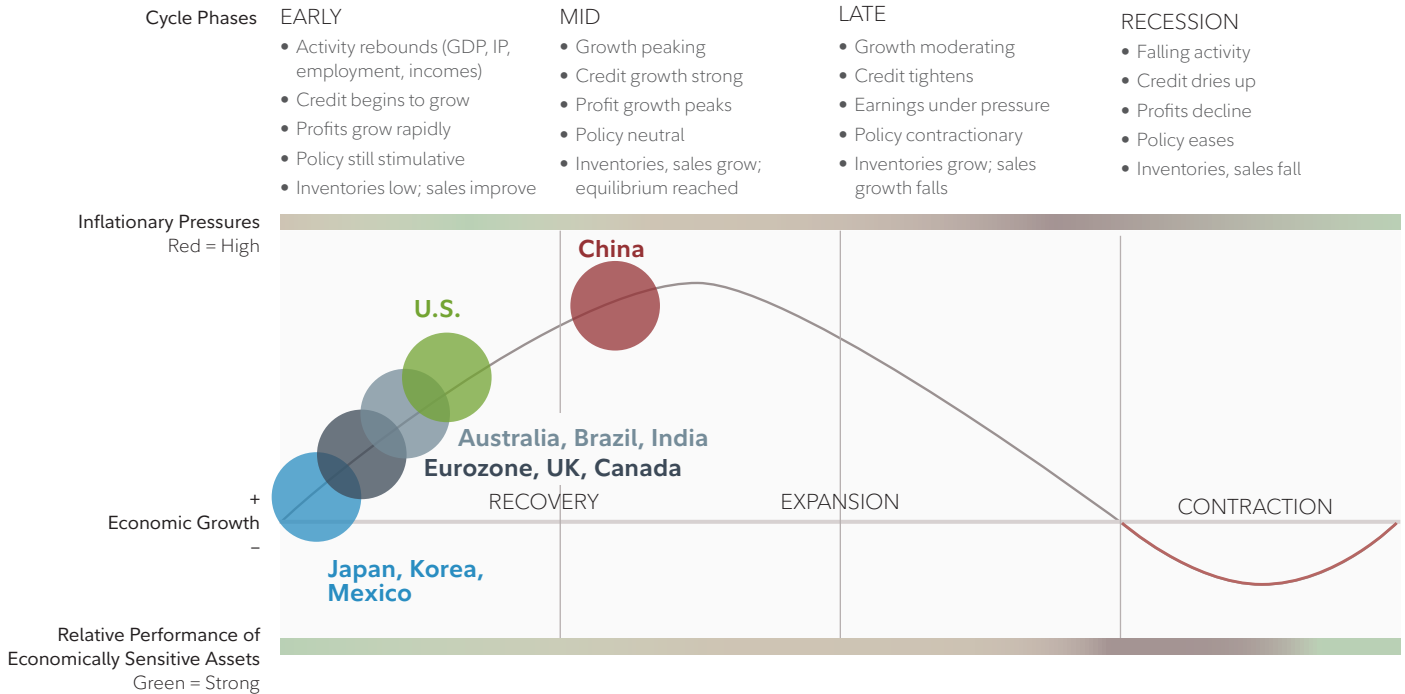 Cycle Phases
EARLY
• Activity rebounds (GDP, IP,
employment, incomes)
• Credit begins to grow
• Profits grow rapidly
• Policy still stimulative
• Inventories low; sales improve
MID
• Growth peaking
• Credit growth strong
• Profit growth peaks
• Policy neutral
• Inventories, sales grow;
equilibrium reached
LATE
• Growth moderating
• Credit tightens
• Earnings under pressure
• Policy contractionary
• Inventories grow; sales
growth falls
RECESSION
• Falling activity
• Credit dries up
• Profits decline
• Policy eases
• Inventories, sales fall
Inflationary Pressures
Red = High
China
U.S.
Australia, Brazil, India
Eurozone, UK, Canada
+
Economic Growth
–
RECOVERY
EXPANSION
CONTRACTION
Japan, Korea,
Mexico
Relative Performance of
Economically Sensitive Assets
Green = Strong